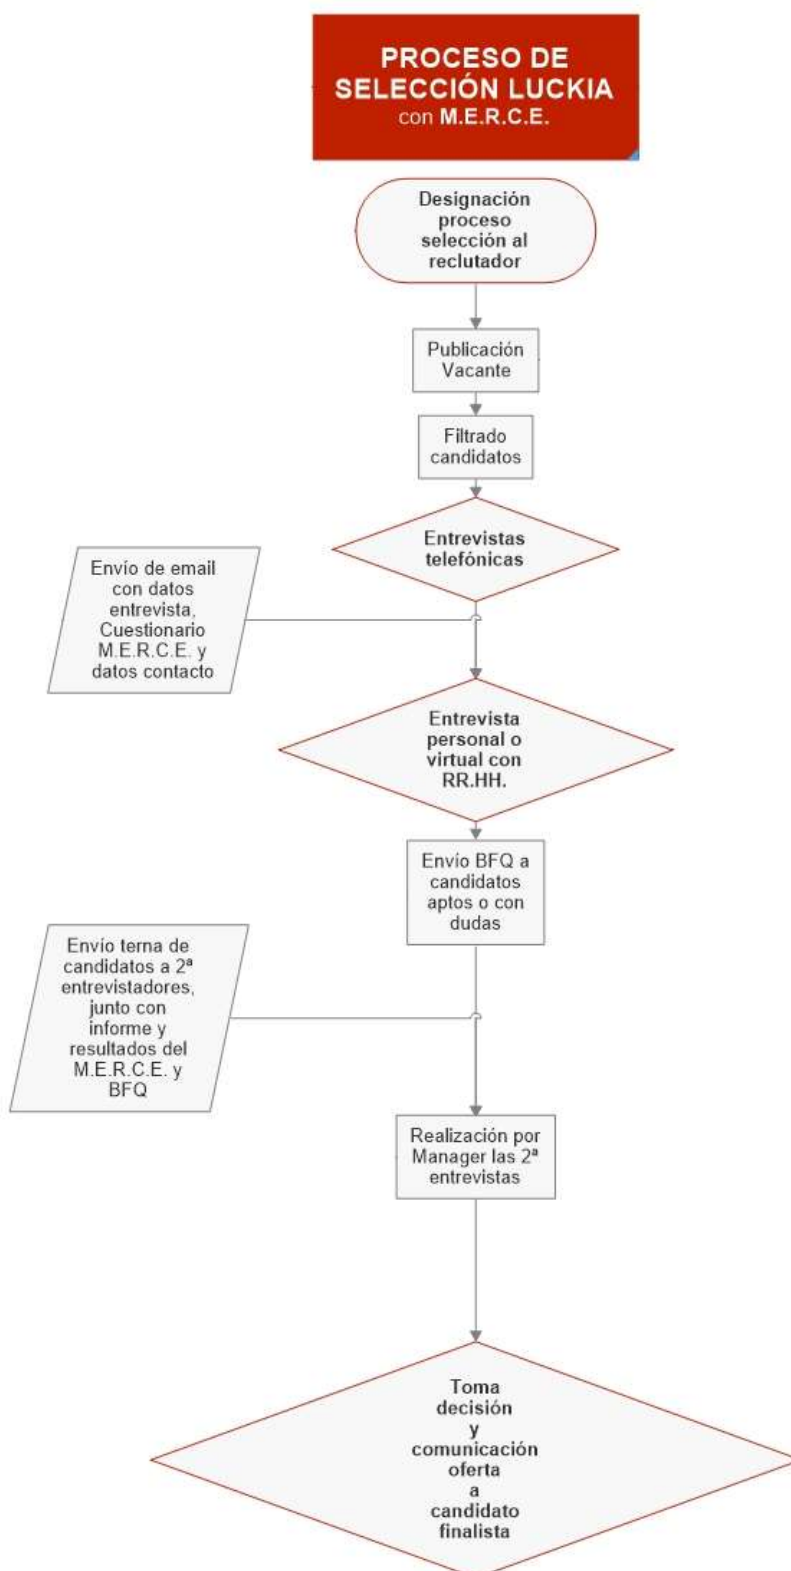 PROCESO DE
SELECCIÓN LUCKIA
con M.E.R.C.E.
Designación
proceso
selección al
reclutador
Publicación
Vacante
Filtrado
candidatos
Entrevistas
telefónicas
Envío de email
con datos
entrevista,
Cuestionario
M.E.R.C.E. y
datos contacto
Entrevista
personal o
virtual con
RR.HH.
Envío BFQ a
candidatos
aptos o con
dudas
Envío terna de
candidatos a 2ª
entrevistadores,
junto con
informe y
resultados del
M.E.R.C.E. y
BFQ
Realización por
Manager las 2ª
entrevistas
Toma
decisión
y
comunicación
oferta
a
candidato
finalista